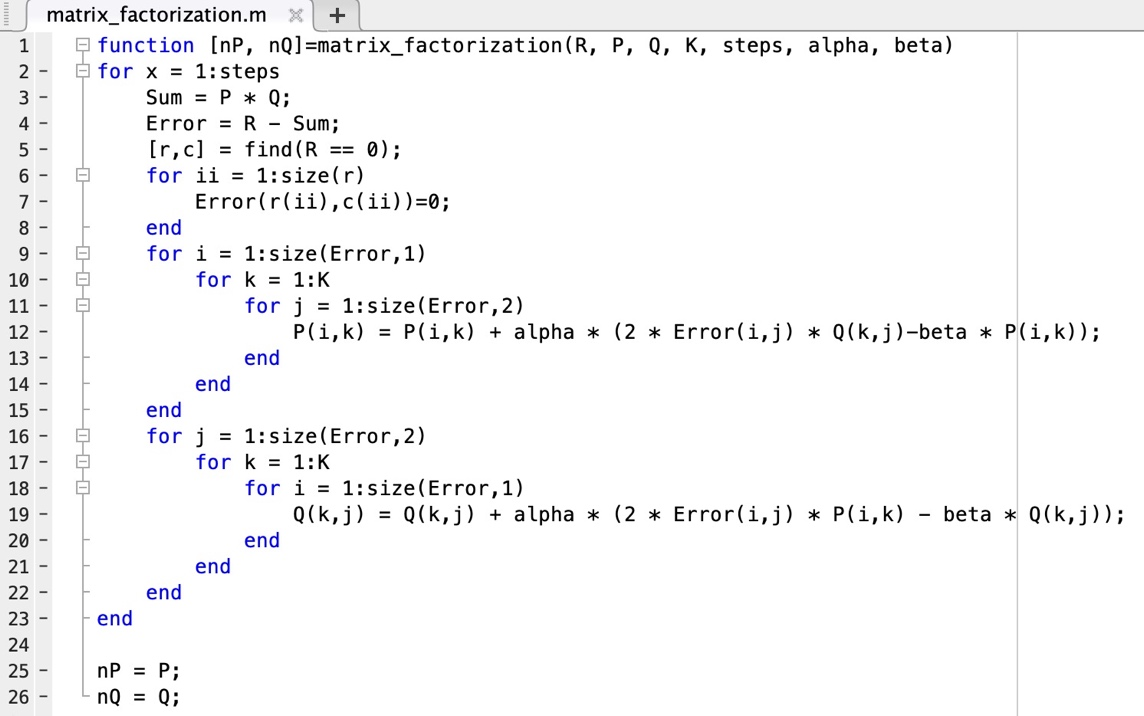 matrix_factorization.m × +
1 function [nP, nQ]=matrix_factorization(R, P, Q, K, steps, alpha, beta)
2 - for x = 1:steps
3 - Sum = P * Q;
4 - Error = R - Sum;
5 - [r,c] = find(R == 0);
6 - for ii = 1:size(r)
7 - Error(r(ii),c(ii))=0;
8 - end
9 - for i = 1:size(Error,1)
10 - for k = 1:K
11 - for j = 1:size(Error,2)
12 - P(i,k) = P(i,k) + alpha * (2 * Error(i,j) * Q(k,j)-beta * P(i,k));
13 - end
14 - end
15 - end
16 - for j = 1:size(Error,2)
17 - for k = 1:K
18 - for i = 1:size(Error,1)
19 - Q(k,j) = Q(k,j) + alpha * (2 * Error(i,j) * P(i,k) - beta * Q(k,j));
20 - end
21 - end
22 - end
23 - end
24
25 - nP = P;
26 - nQ = Q;